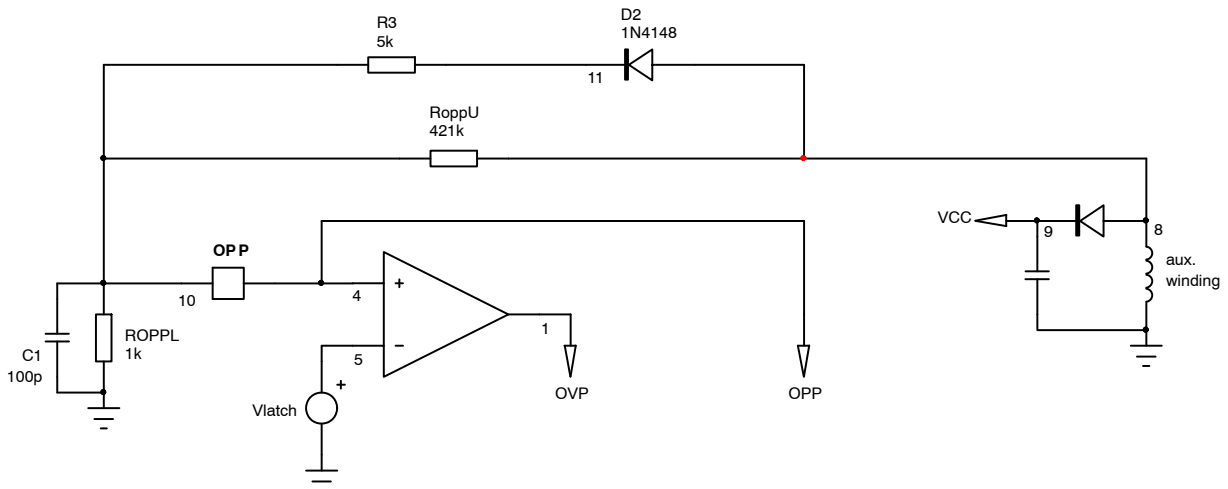 D2
1N4148
R3
5k
11
RoppU
421k
VCC
9
8
aux.
winding
OPP
10
4
+
ROPPL
1k
C1
100p
5
–
1
+
Vlatch
OVP
OPP